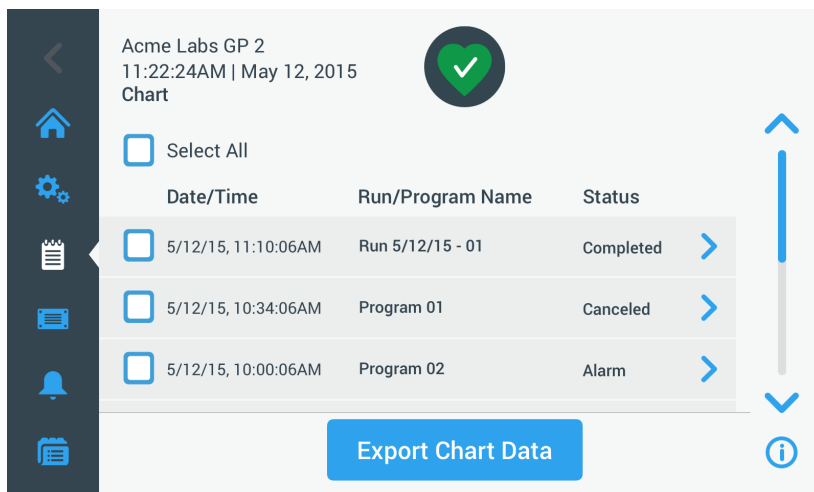 Acme Labs GP 2
11:22:24AM | May 12, 2015
Chart
Select All
Date/Time Run/Program Name Status
5/12/15, 11:10:06AM Run 5/12/15 - 01 Completed
5/12/15, 10:34:06AM Program 01 Canceled
5/12/15, 10:00:06AM Program 02 Alarm
Export Chart Data